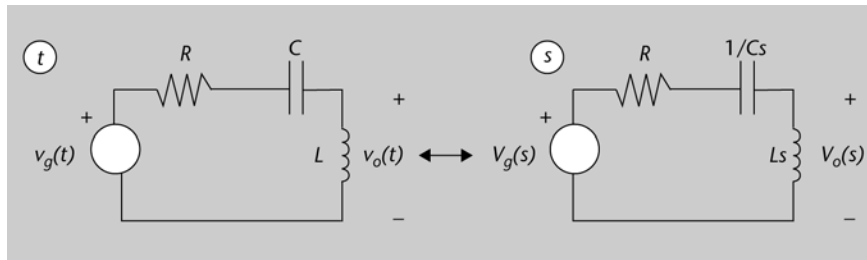 t
R
C
+
v_g(t)
L
+
v_o(t)
−
s
R
1/Cs
+
V_g(s)
Ls
+
V_o(s)
−